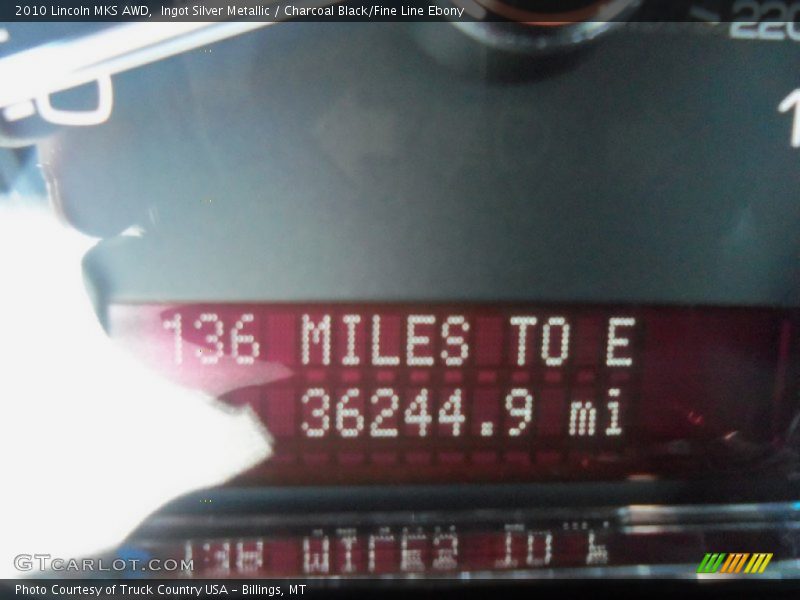 2010 Lincoln MKS AWD,  Ingot Silver Metallic / Charcoal Black/Fine Line Ebony
220
1
136 MILES TO E
36244.9 mi
GTCARLOT.COM
Photo Courtesy of Truck Country USA – Billings, MT